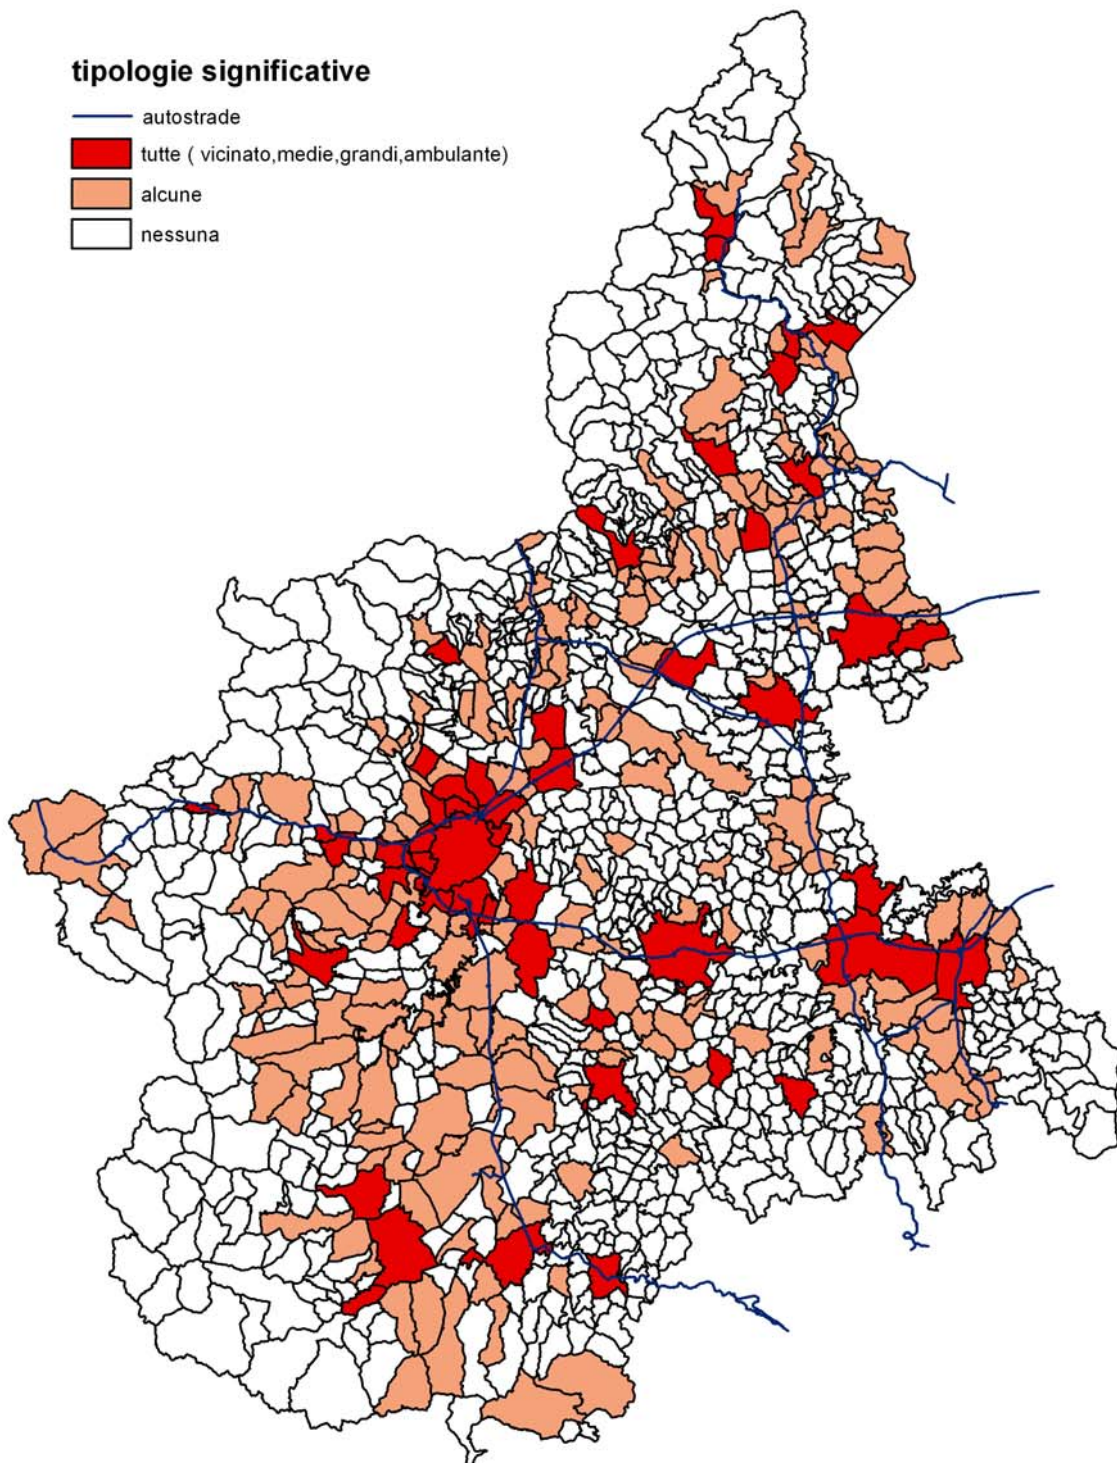 tipologie significative
autostrade
tutte ( vicinato,medie,grandi,ambulante)
alcune
nessuna